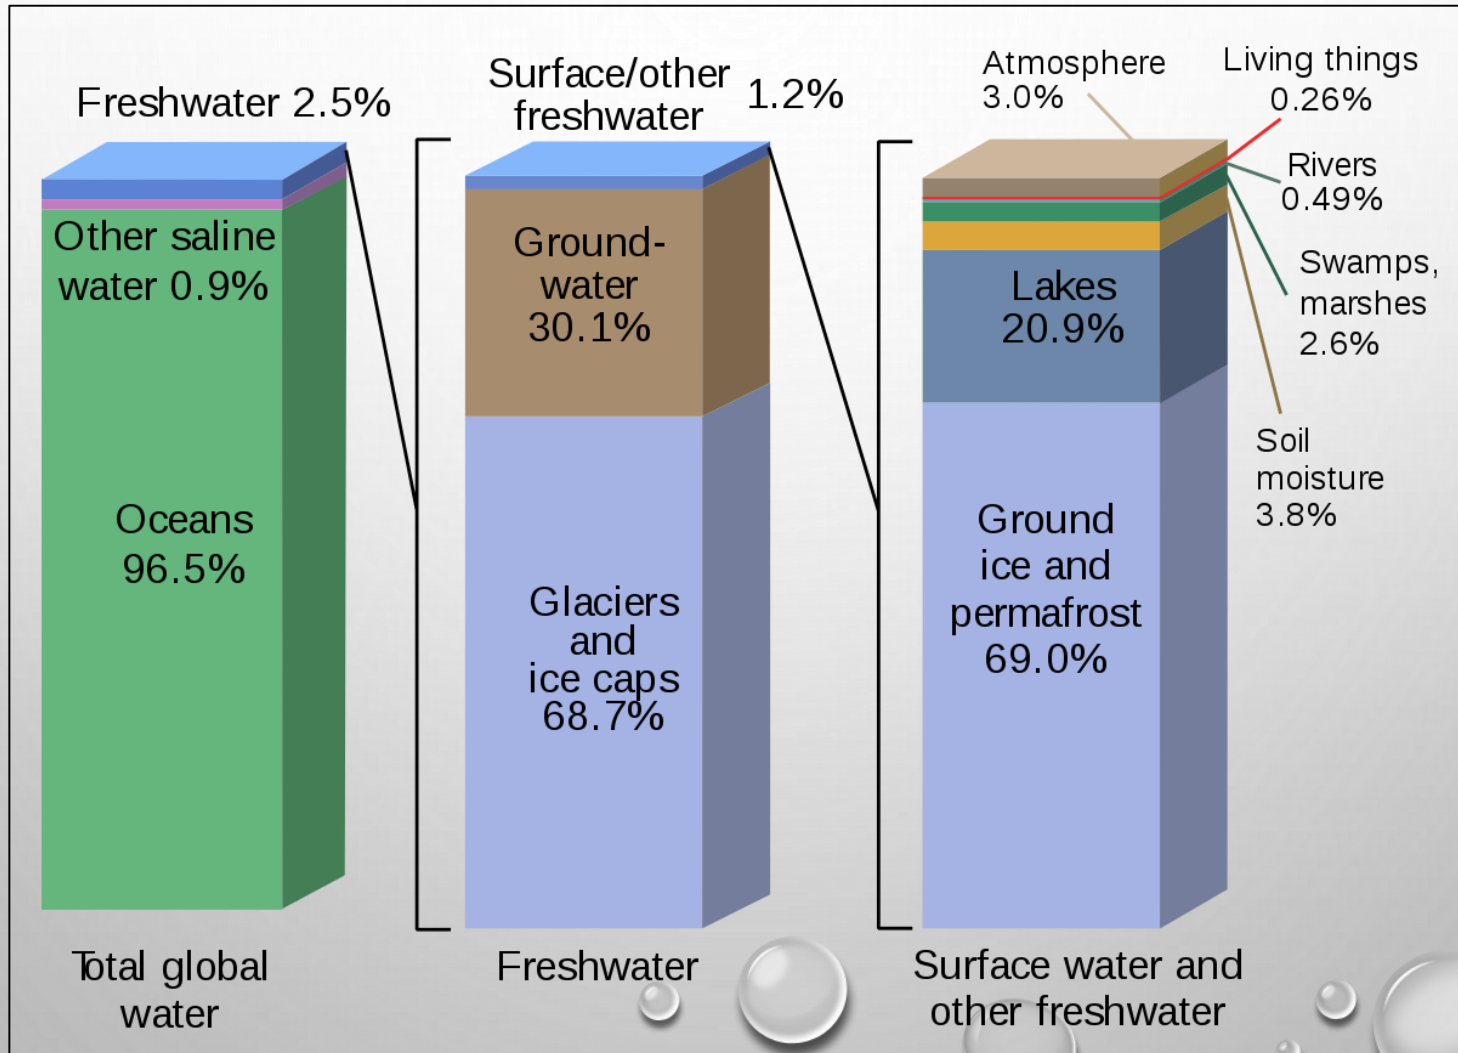 Freshwater 2.5%
Other saline
water 0.9%
Oceans
96.5%
Total global
water
Surface/other
freshwater 1.2%
Ground-
water
30.1%
Glaciers
and
ice caps
68.7%
Freshwater
Atmosphere
3.0%
Living things
0.26%
Rivers
0.49%
Swamps,
marshes
2.6%
Soil
moisture
3.8%
Lakes
20.9%
Ground
ice and
permafrost
69.0%
Surface water and
other freshwater